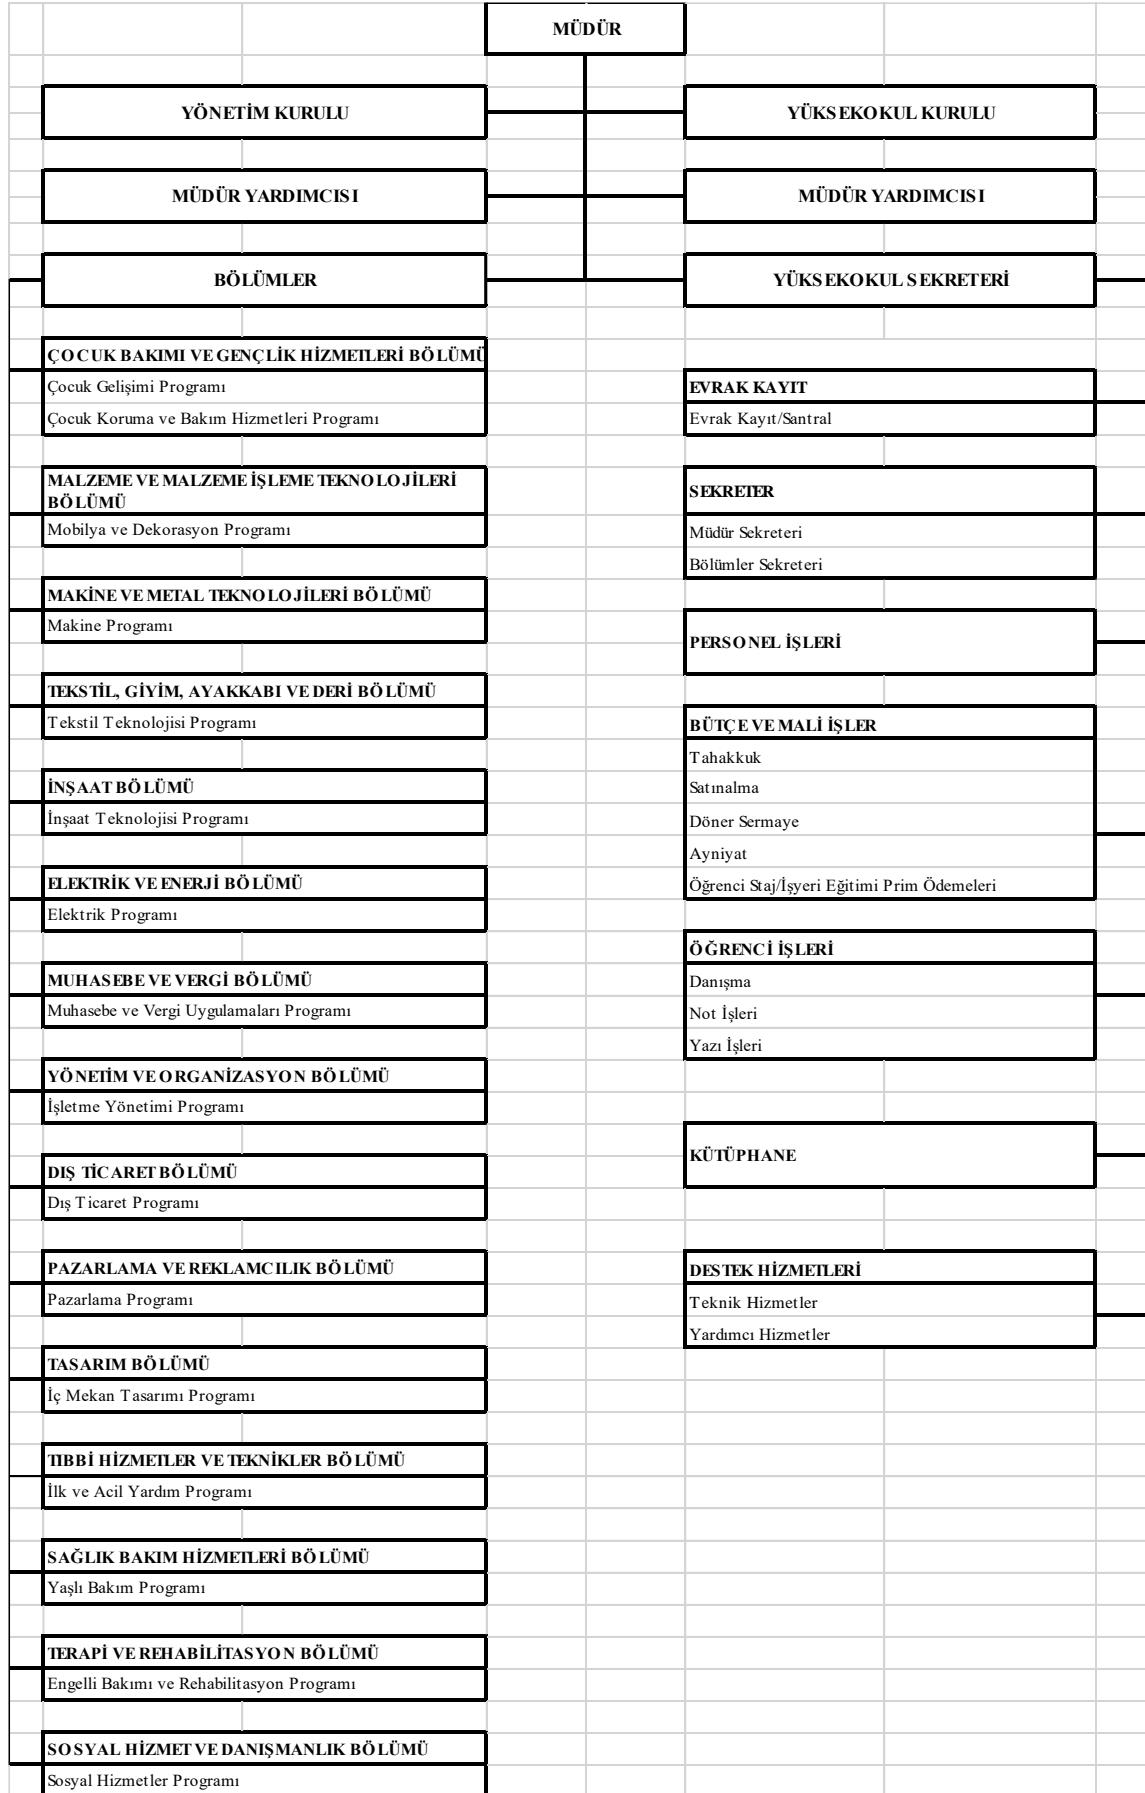 MÜDÜR
YÖNETİM KURULU
YÜKSEKOKUL KURULU
MÜDÜR YARDIMCISI
MÜDÜR YARDIMCISI
BÖLÜMLER
YÜKSEKOKUL SEKRETERİ
ÇOCUK BAKIMI VE GENÇLİK HİZMETLERİ BÖLÜMÜ
Çocuk Gelişimi Programı
Çocuk Koruma ve Bakım Hizmetleri Programı
MALZEME VE MALZEME İŞLEME TEKNOLOJİLERİ
BÖLÜMÜ
Mobilya ve Dekorasyon Programı
MAKİNE VE METAL TEKNOLOJİLERİ BÖLÜMÜ
Makine Programı
TEKSTİL, GİYİM, AYAKKABI VE DERİ BÖLÜMÜ
Tekstil Teknolojisi Programı
İNŞAAT BÖLÜMÜ
İnşaat Teknolojisi Programı
ELEKTRİK VE ENERJİ BÖLÜMÜ
Elektrik Programı
MUHASEBE VE VERGİ BÖLÜMÜ
Muhasebe ve Vergi Uygulamaları Programı
YÖNETİM VE ORGANİZASYON BÖLÜMÜ
İşletme Yönetimi Programı
DIŞ TİCARET BÖLÜMÜ
Dış Ticaret Programı
PAZARLAMA VE REKLAMCILIK BÖLÜMÜ
Pazarlama Programı
TASARIM BÖLÜMÜ
İç Mekan Tasarımı Programı
TIBBİ HİZMETLER VE TEKNİKLER BÖLÜMÜ
İlk ve Acil Yardım Programı
SAĞLIK BAKIM HİZMETLERİ BÖLÜMÜ
Yaşlı Bakım Programı
TERAPİ VE REHABİLİTASYON BÖLÜMÜ
Engelli Bakımı ve Rehabilitasyon Programı
SOSYAL HİZMET VE DANIŞMANLIK BÖLÜMÜ
Sosyal Hizmetler Programı
EVRAK KAYIT
Evrak Kayıt/Santral
SEKRETER
Müdür Sekreteri
Bölümler Sekreteri
PERSONEL İŞLERİ
BÜTÇE VE MALİ İŞLER
Tahakkuk
Satınalma
Döner Sermaye
Ayniyat
Öğrenci Staj/İşyeri Eğitimi Prim Ödemeleri
ÖĞRENCİ İŞLERİ
Danışma
Not İşleri
Yazı İşleri
KÜTÜPHANE
DESTEK HİZMETLERİ
Teknik Hizmetler
Yardımcı Hizmetler